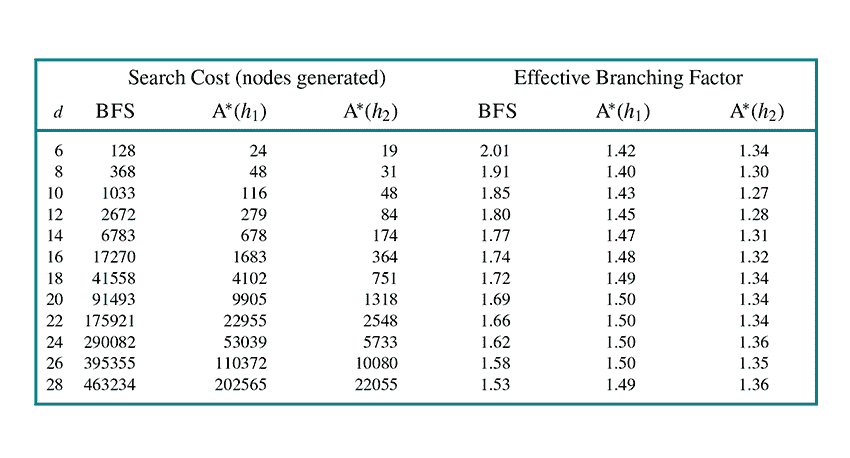 Search Cost (nodes generated) Effective Branching Factor
d BFS A*(h1) A*(h2) BFS A*(h1) A*(h2)
6 128 24 19 2.01 1.42 1.34
8 368 48 31 1.91 1.40 1.30
10 1033 116 48 1.85 1.43 1.27
12 2672 279 84 1.80 1.45 1.28
14 6783 678 174 1.77 1.47 1.31
16 17270 1683 364 1.74 1.48 1.32
18 41558 4102 751 1.72 1.49 1.34
20 91493 9905 1318 1.69 1.50 1.34
22 175921 22955 2548 1.66 1.50 1.34
24 290082 53039 5733 1.62 1.50 1.36
26 395355 110372 10080 1.58 1.50 1.35
28 463234 202565 22055 1.53 1.49 1.36